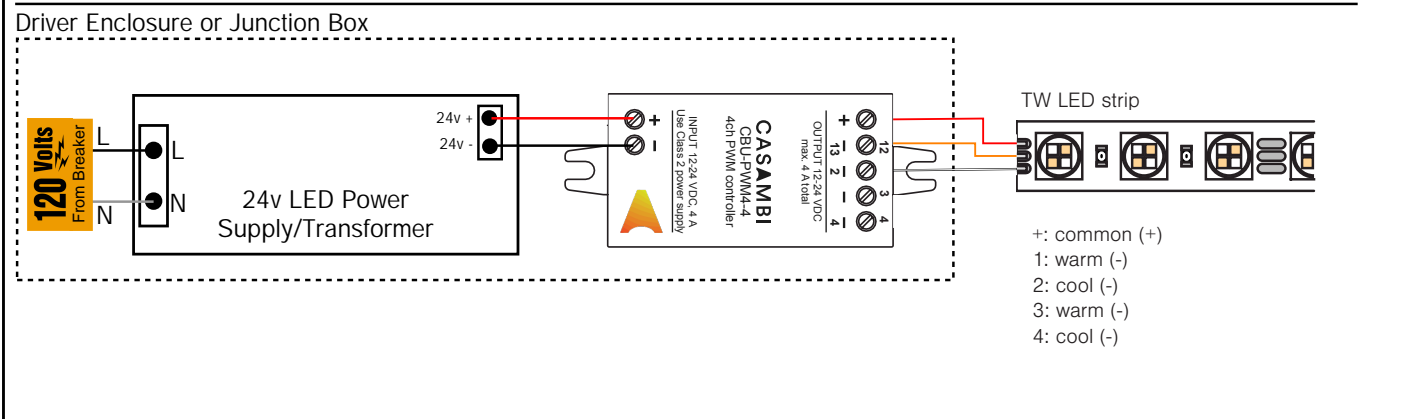 Driver Enclosure or Junction Box
120 Volts
From Breaker
L
N
L
N
24v LED Power
Supply/Transformer
24v +
24v -
+
-
INPUT 12-24 VDC, 4 A
Use Class 2 power supply
CASAMBI
CBU-PWM4-4
4ch PWM controller
OUTPUT 12-24 VDC
max. 4 A total
+
13 - 12
2 -
- 3
4 - 4
TW LED strip
+: common (+)
1: warm (-)
2: cool (-)
3: warm (-)
4: cool (-)